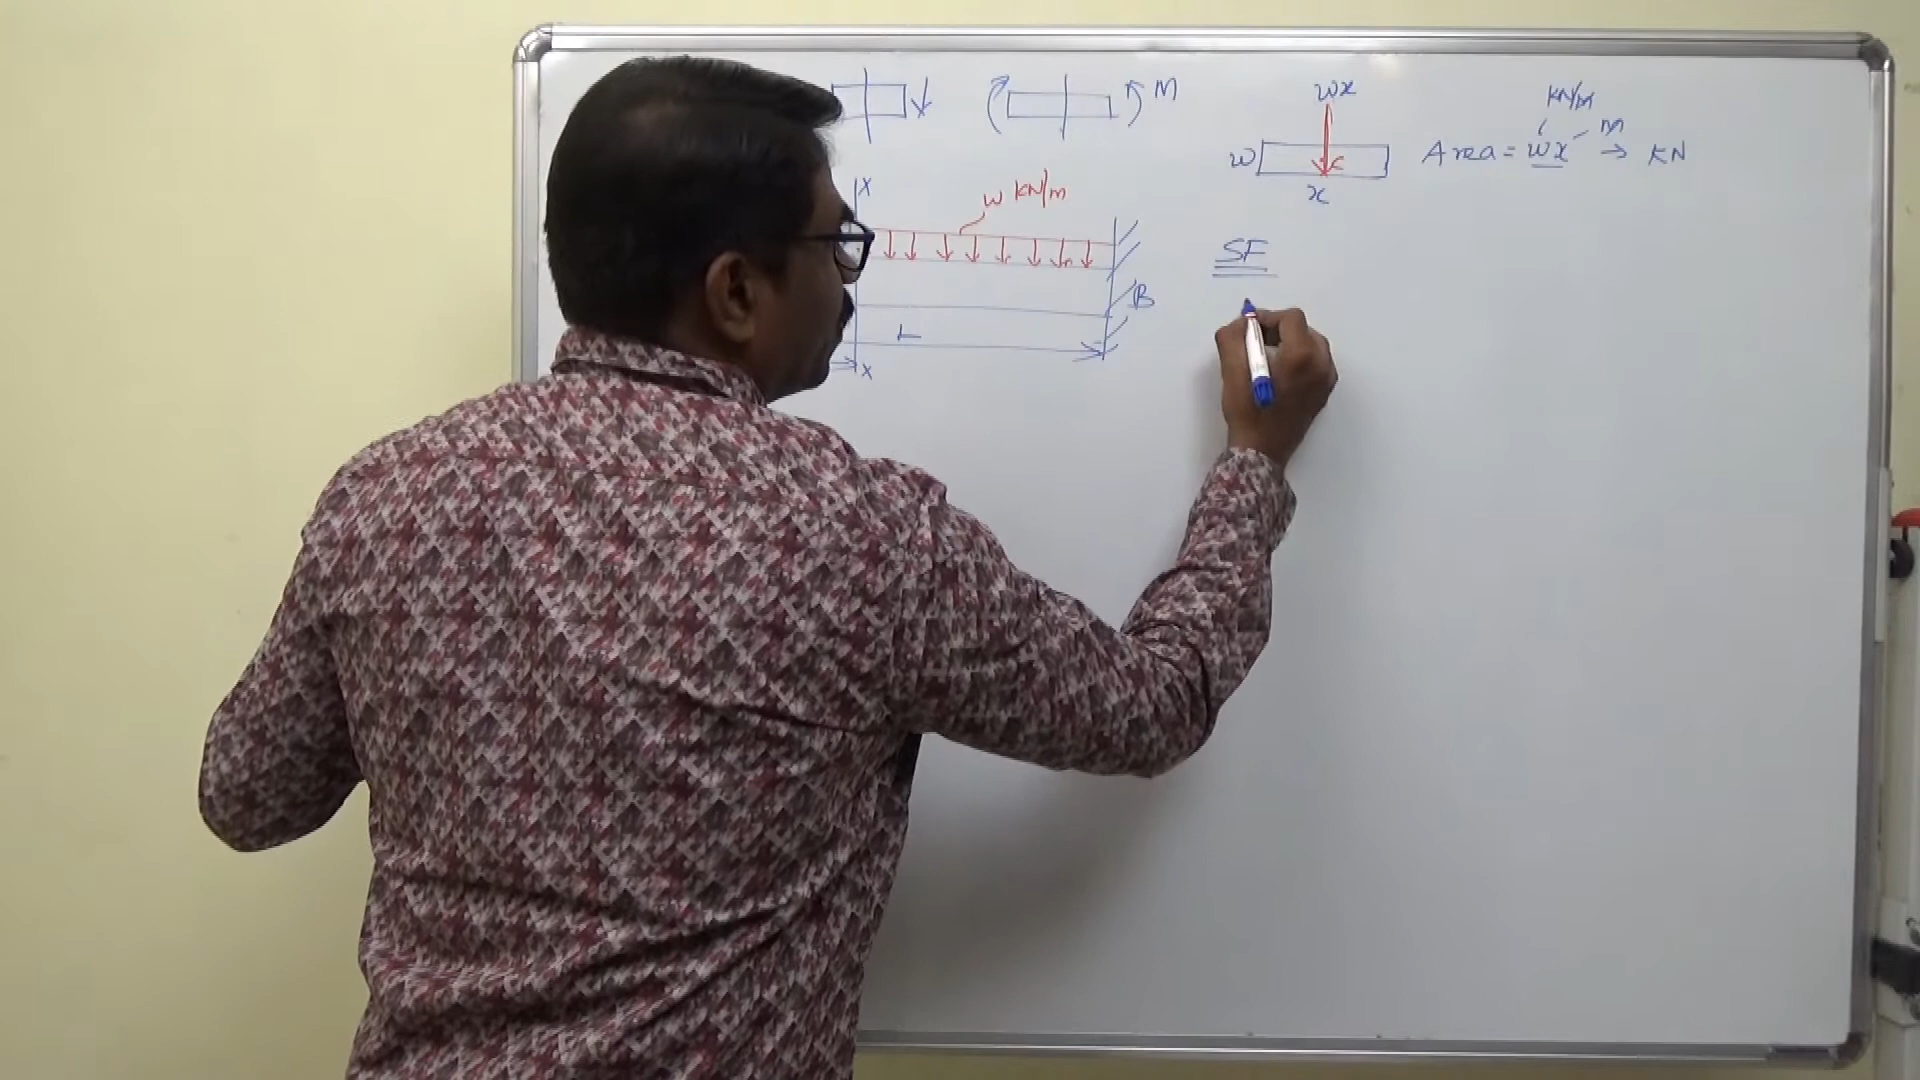 M
wx
KN/m
m
w
Area = wx → KN
x
X
w KN/m
SF
B
L
X